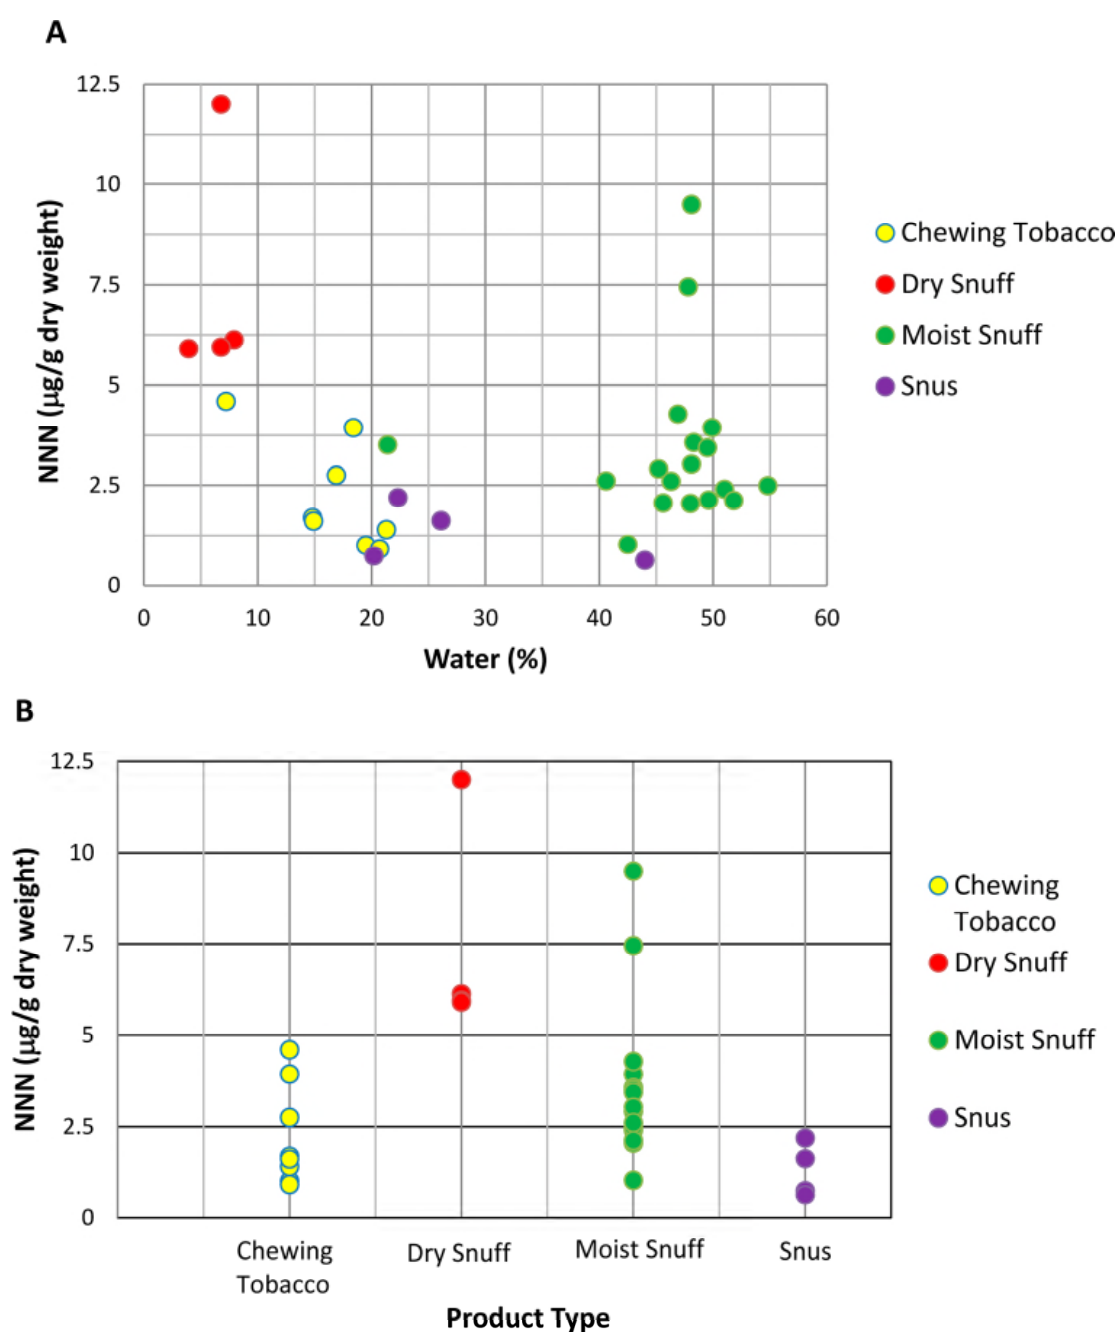 A
12.5
10
7.5
5
2.5
0
NNN (µg/g dry weight)
0 10 20 30 40 50 60
Water (%)
Chewing Tobacco
Dry Snuff
Moist Snuff
Snus
B
12.5
10
7.5
5
2.5
0
NNN (µg/g dry weight)
Chewing
Tobacco
Dry Snuff
Moist Snuff
Snus
Product Type
Chewing
Tobacco
Dry Snuff
Moist Snuff
Snus